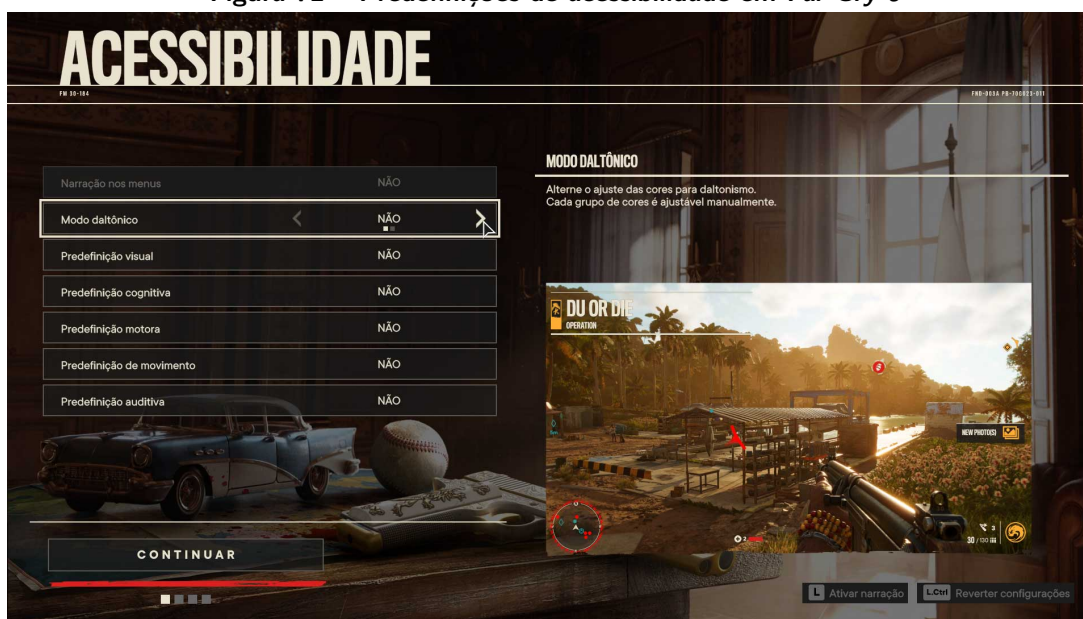 ACESSIBILIDADE
FM 30-184
FND-003A PB-700823-011
Narração nos menus NÃO
Modo daltônico NÃO
Predefinição visual NÃO
Predefinição cognitiva NÃO
Predefinição motora NÃO
Predefinição de movimento NÃO
Predefinição auditiva NÃO
CONTINUAR
MODO DALTÔNICO
Alterne o ajuste das cores para daltonismo.
Cada grupo de cores é ajustável manualmente.
DU OR DIE
OPERATION
NEW PHOTO(S)
2
3
30 / 130
L Ativar narração L.Ctrl Reverter configurações